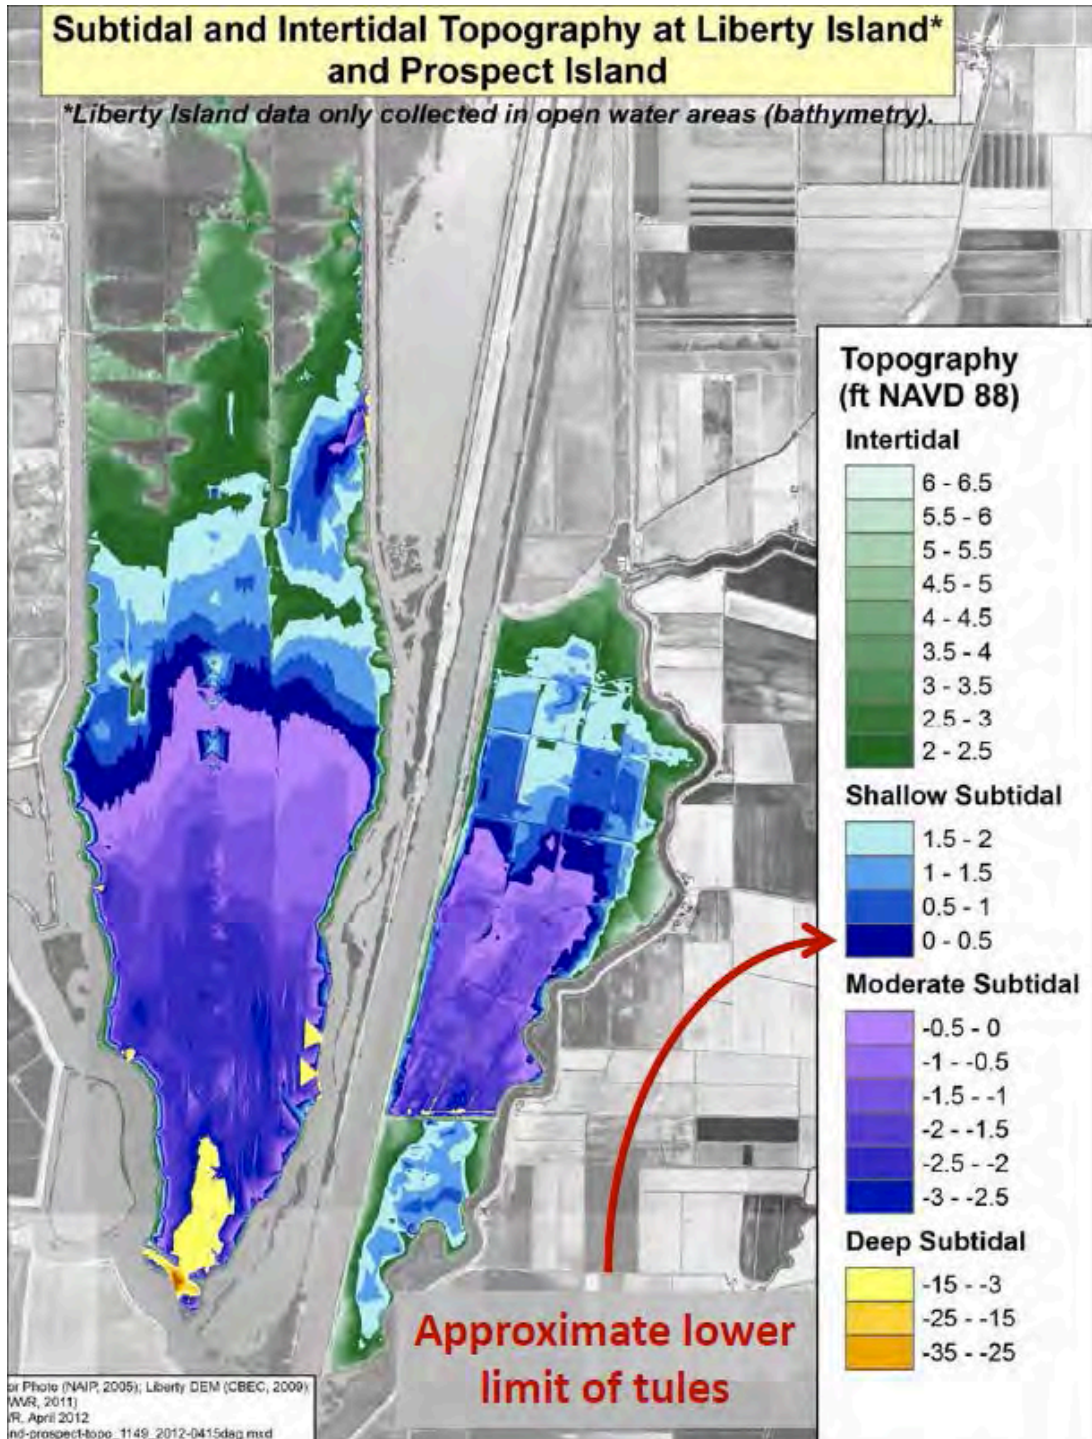 Subtidal and Intertidal Topography at Liberty Island*
and Prospect Island
*Liberty Island data only collected in open water areas (bathymetry).
Topography
(ft NAVD 88)
Intertidal
6 - 6.5
5.5 - 6
5 - 5.5
4.5 - 5
4 - 4.5
3.5 - 4
3 - 3.5
2.5 - 3
2 - 2.5
Shallow Subtidal
1.5 - 2
1 - 1.5
0.5 - 1
0 - 0.5
Moderate Subtidal
-0.5 - 0
-1 - -0.5
-1.5 - -1
-2 - -1.5
-2.5 - -2
-3 - -2.5
Deep Subtidal
-15 - -3
-25 - -15
-35 - -25
Approximate lower
limit of tules
or Photo (NAIP, 2005); Liberty DEM (CBEC, 2009);
WR, 2011)
R, April 2012
nd-prospect-topo_1149_2012-0415dag.mxd